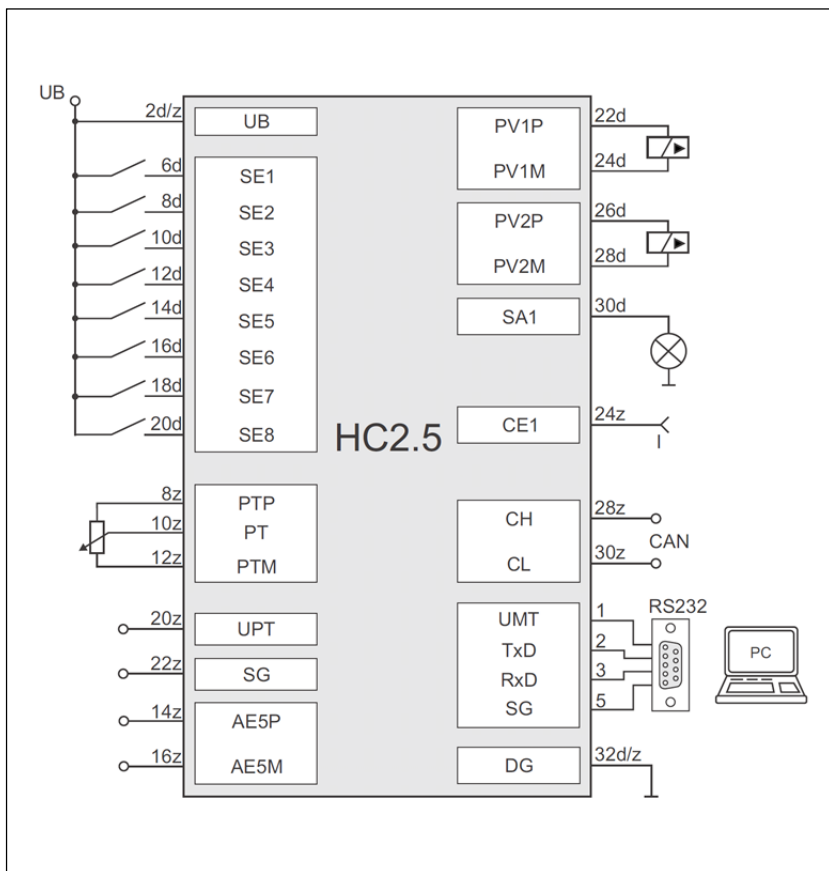 UB
2d/z
UB
6d
SE1
8d
SE2
10d
SE3
12d
SE4
14d
SE5
16d
SE6
18d
SE7
20d
SE8
8z
PTP
10z
PT
12z
PTM
20z
UPT
22z
SG
14z
AE5P
16z
AE5M
HC2.5
PV1P
22d
PV1M
24d
PV2P
26d
PV2M
28d
SA1
30d
CE1
24z
I
CH
28z
CAN
CL
30z
UMT
1
RS232
TxD
2
RxD
3
SG
5
PC
DG
32d/z